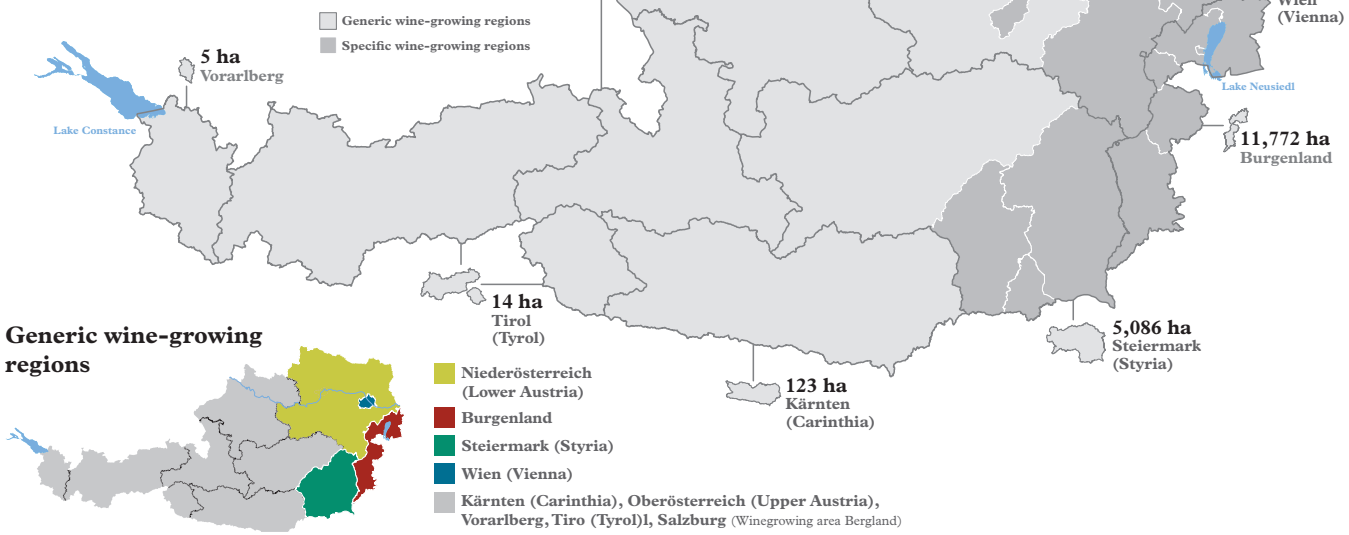 Wien
(Vienna)
Generic wine-growing regions
Specific wine-growing regions
5 ha
Vorarlberg
Lake Neusiedl
Lake Constance
11,772 ha
Burgenland
14 ha
Tirol
(Tyrol)
5,086 ha
Steiermark
(Styria)
123 ha
Kärnten
(Carinthia)
Generic wine-growing
regions
Niederösterreich
(Lower Austria)
Burgenland
Steiermark (Styria)
Wien (Vienna)
Kärnten (Carinthia), Oberösterreich (Upper Austria),
Vorarlberg, Tiro (Tyrol)l, Salzburg (Winegrowing area Bergland)